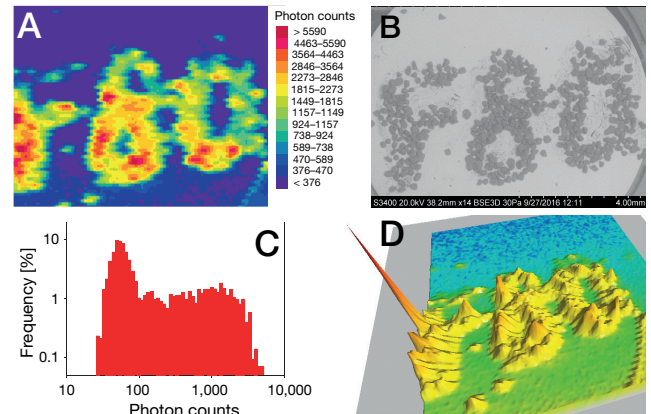 A
Photon counts
> 5590
4463–5590
3564–4463
2846–3564
2273–2846
1815–2273
1449–1815
1157–1449
924–1157
738–924
589–738
470–589
376–470
< 376
B
F80
S3400 20.0kV 38.2mm x14 BSE3D 30Pa 9/27/2016 12:11 4.00mm
C
Frequency [%]
10
1
0.1
10 100 1,000 10,000
Photon counts
D